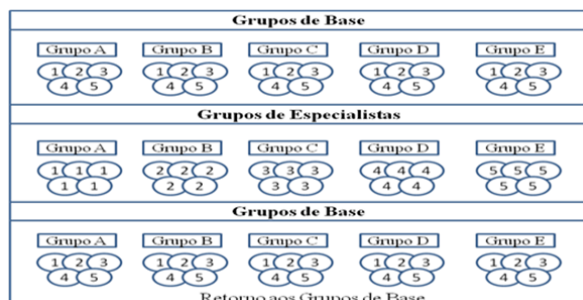 Grupos de Base
Grupo A Grupo B Grupo C Grupo D Grupo E
1 2 3 1 2 3 1 2 3 1 2 3 1 2 3
4 5 4 5 4 5 4 5 4 5
Grupos de Especialistas
Grupo A Grupo B Grupo C Grupo D Grupo E
1 1 1 2 2 2 3 3 3 4 4 4 5 5 5
1 1 2 2 3 3 4 4 5 5
Grupos de Base
Grupo A Grupo B Grupo C Grupo D Grupo E
1 2 3 1 2 3 1 2 3 1 2 3 1 2 3
4 5 4 5 4 5 4 5 4 5
Retorno aos Grupos de Base